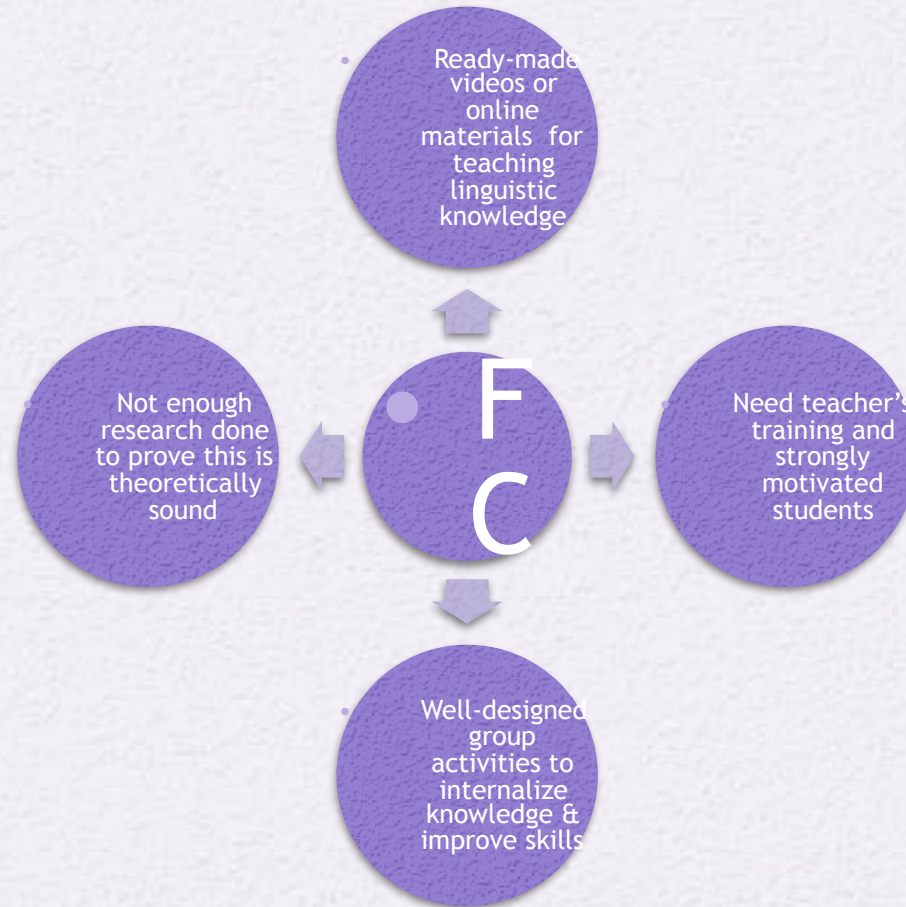 Ready-made
videos or
online
materials for
teaching
linguistic
knowledge
Not enough
research done
to prove this is
theoretically
sound
F
C
Need teacher's
training and
strongly
motivated
students
Well-designed
group
activities to
internalize
knowledge &
improve skills